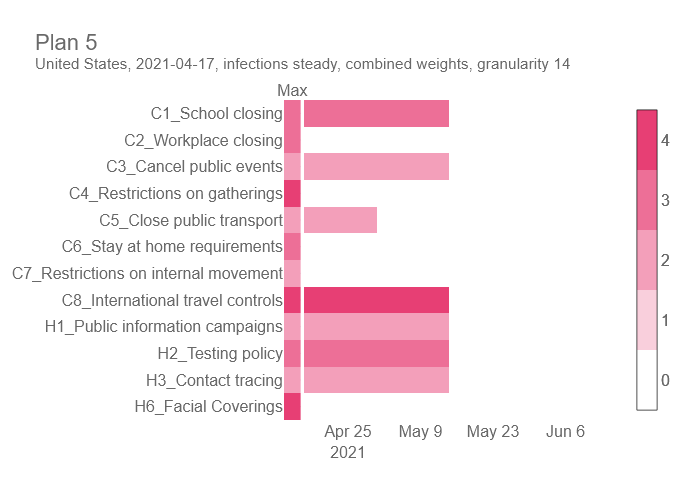 Plan 5
United States, 2021-04-17, infections steady, combined weights, granularity 14
Max
C1_School closing
C2_Workplace closing
C3_Cancel public events
C4_Restrictions on gatherings
C5_Close public transport
C6_Stay at home requirements
C7_Restrictions on internal movement
C8_International travel controls
H1_Public information campaigns
H2_Testing policy
H3_Contact tracing
H6_Facial Coverings
Apr 25 May 9 May 23 Jun 6
2021
4
3
2
1
0